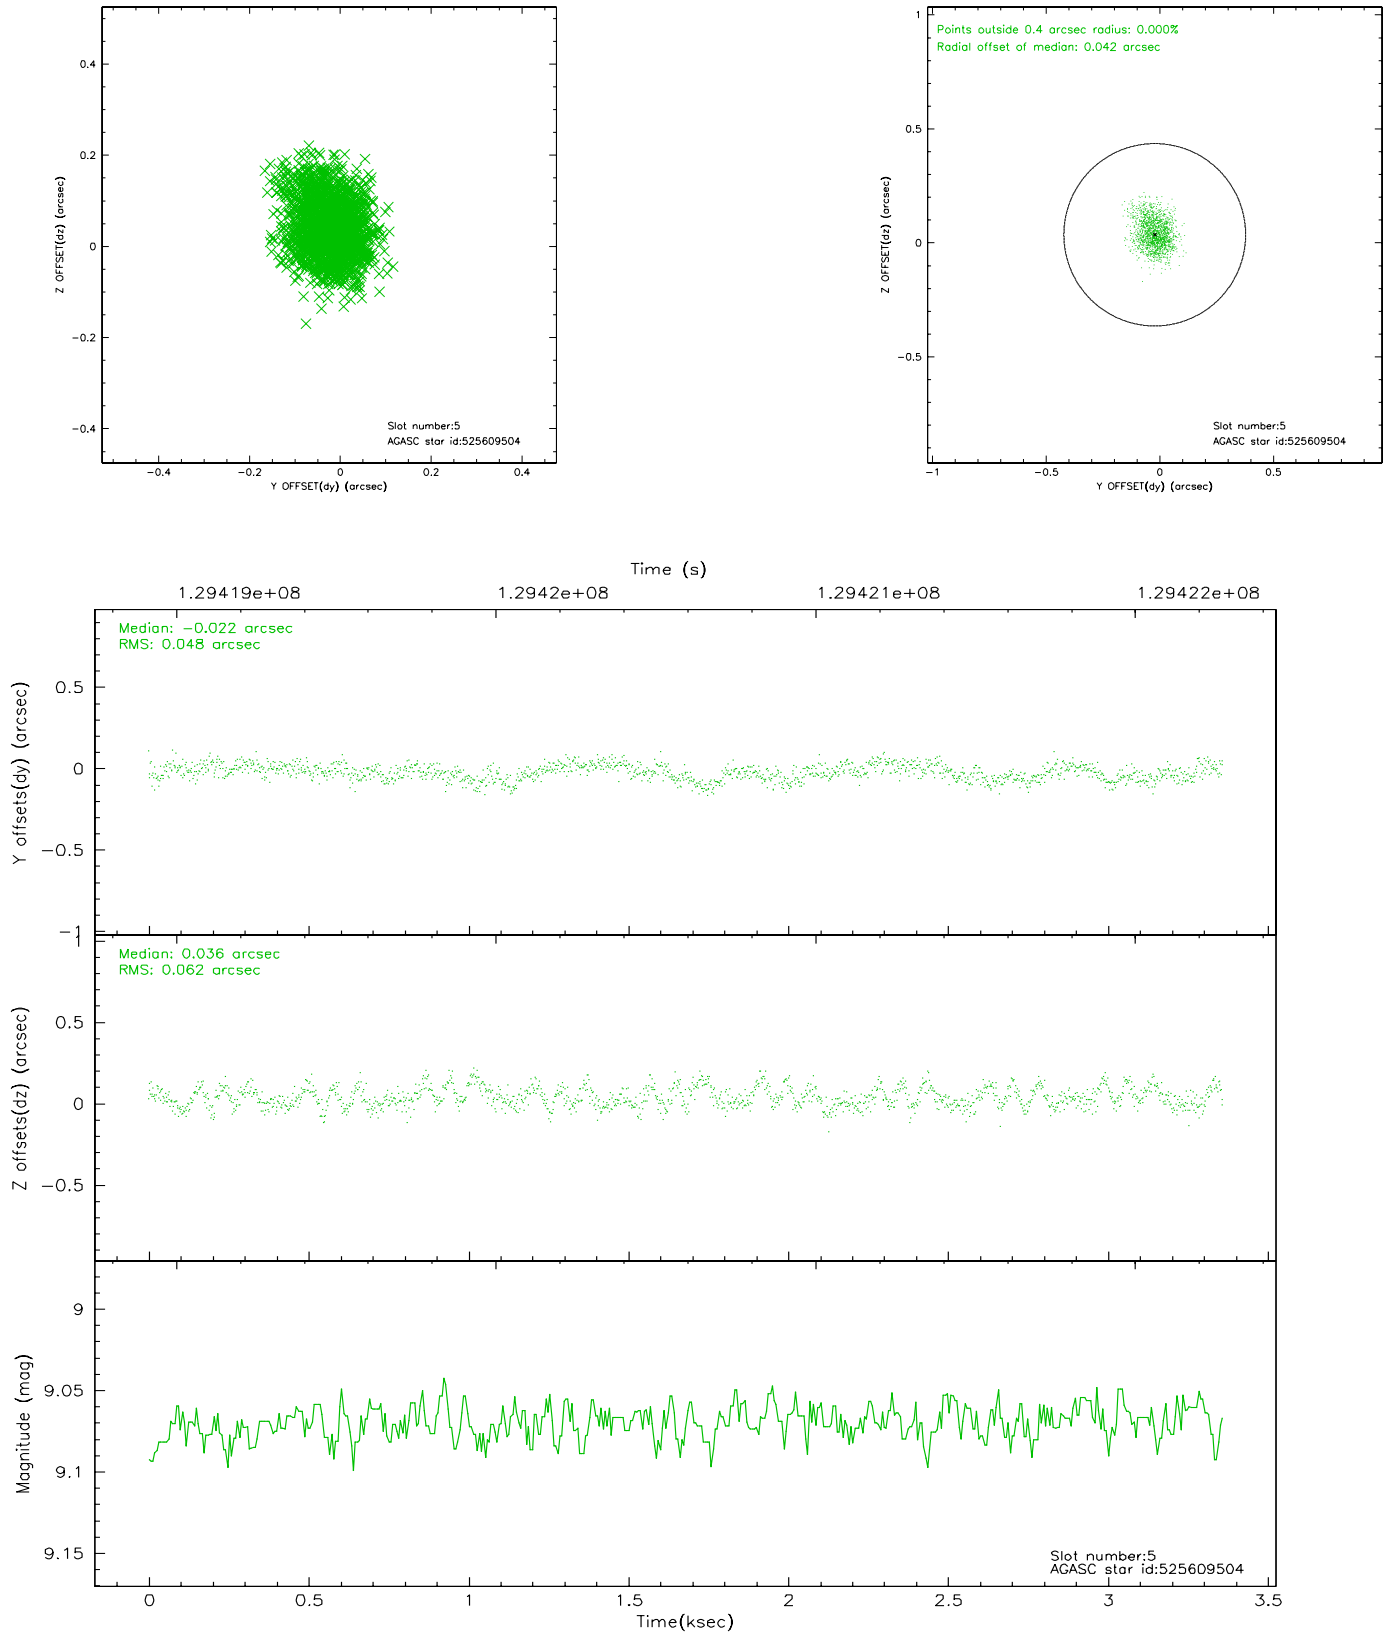 0.4
0.2
0
−0.2
−0.4
Z OFFSET(dz) (arcsec)
Slot number:5
AGASC star id:525609504
−0.4 −0.2 0 0.2 0.4
Y OFFSET(dy) (arcsec)
Points outside 0.4 arcsec radius: 0.000%
Radial offset of median: 0.042 arcsec
1
0.5
0
−0.5
Z OFFSET(dz) (arcsec)
Slot number:5
AGASC star id:525609504
−1 −0.5 0 0.5
Y OFFSET(dy) (arcsec)
Time (s)
1.29419e+08 1.2942e+08 1.29421e+08 1.29422e+08
Median: −0.022 arcsec
RMS: 0.048 arcsec
0.5
0
−0.5
−1
Y offsets(dy) (arcsec)
Median: 0.036 arcsec
RMS: 0.062 arcsec
1
0.5
0
−0.5
Z offsets(dz) (arcsec)
9
9.05
9.1
9.15
Magnitude (mag)
Slot number:5
AGASC star id:525609504
0 0.5 1 1.5 2 2.5 3 3.5
Time(ksec)